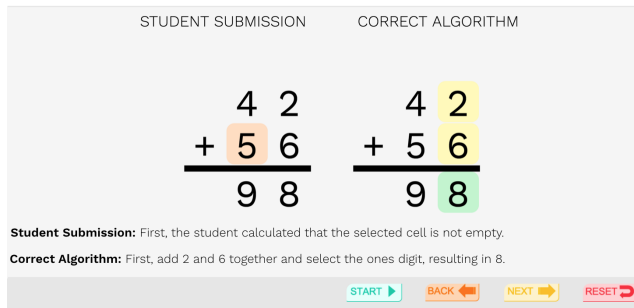 STUDENT SUBMISSION CORRECT ALGORITHM
4 2 4 2
+ 5 6 + 5 6
9 8 9 8
Student Submission: First, the student calculated that the selected cell is not empty.
Correct Algorithm: First, add 2 and 6 together and select the ones digit, resulting in 8.
START BACK NEXT RESET